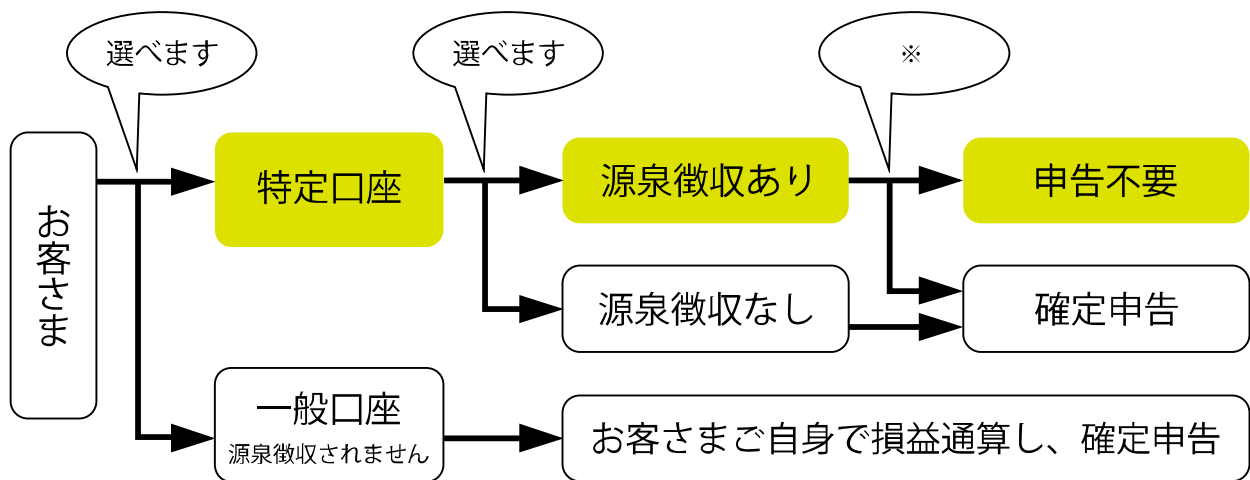 選べます
選べます
※
お客さま
特定口座
源泉徴収あり
申告不要
源泉徴収なし
確定申告
一般口座
源泉徴収されません
お客さまご自身で損益通算し、確定申告